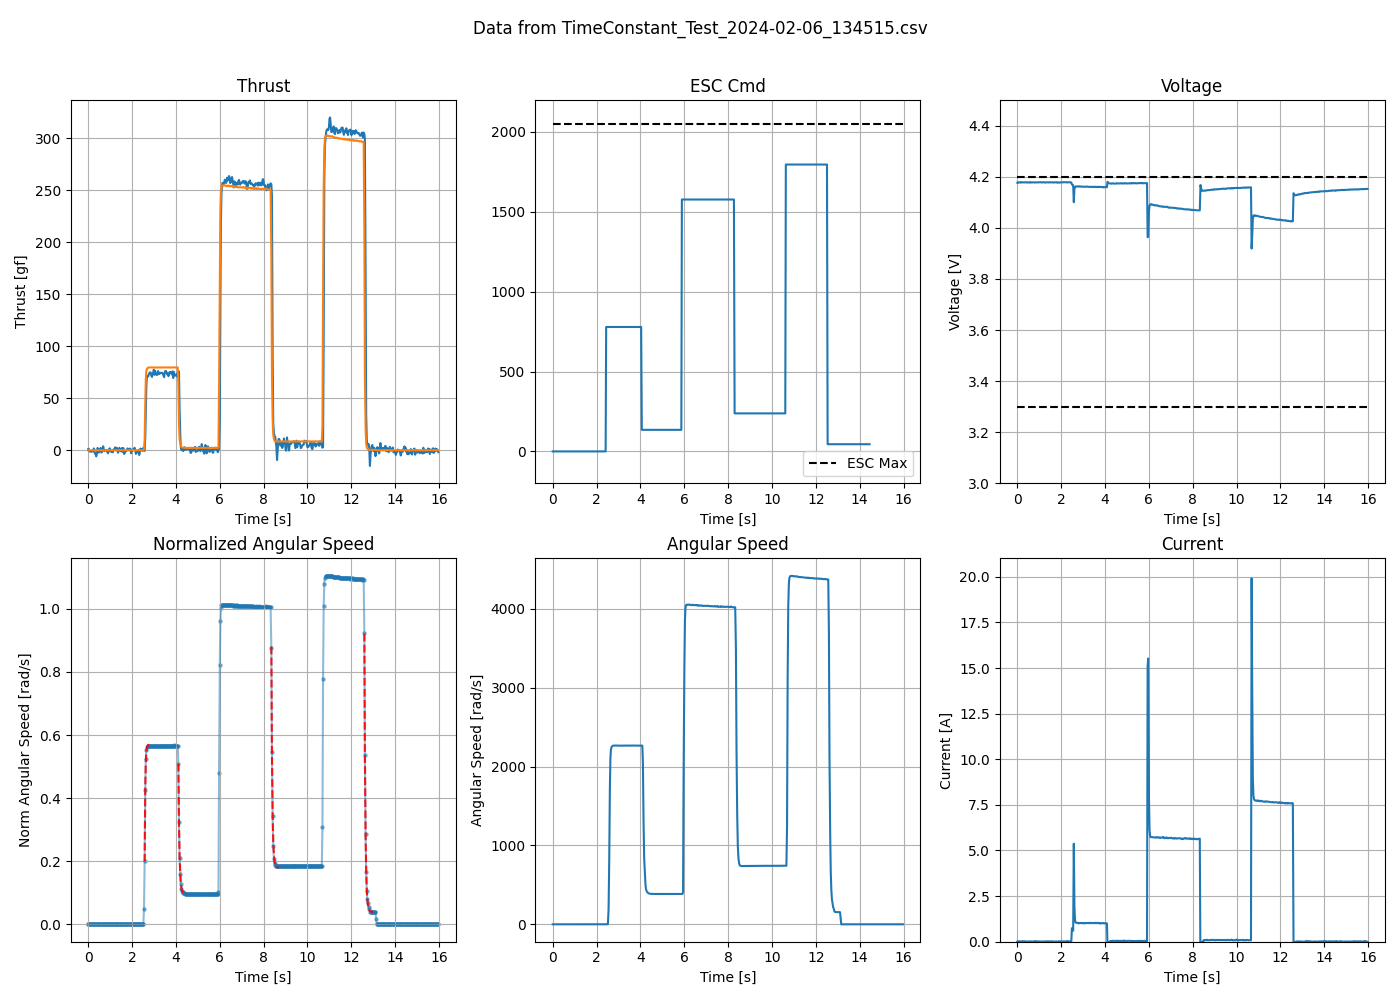 Data from TimeConstant_Test_2024-02-06_134515.csv
Thrust
ESC Cmd
Voltage
Thrust [gf]
300
250
200
150
100
50
0
0 2 4 6 8 10 12 14 16
Time [s]
2000
1500
1000
500
0
ESC Max
0 2 4 6 8 10 12 14 16
Time [s]
Voltage [V]
4.4
4.2
4.0
3.8
3.6
3.4
3.2
3.0
0 2 4 6 8 10 12 14 16
Time [s]
Normalized Angular Speed
Angular Speed
Current
Norm Angular Speed [rad/s]
1.0
0.8
0.6
0.4
0.2
0.0
0 2 4 6 8 10 12 14 16
Time [s]
Angular Speed [rad/s]
4000
3000
2000
1000
0
0 2 4 6 8 10 12 14 16
Time [s]
Current [A]
20.0
17.5
15.0
12.5
10.0
7.5
5.0
2.5
0.0
0 2 4 6 8 10 12 14 16
Time [s]